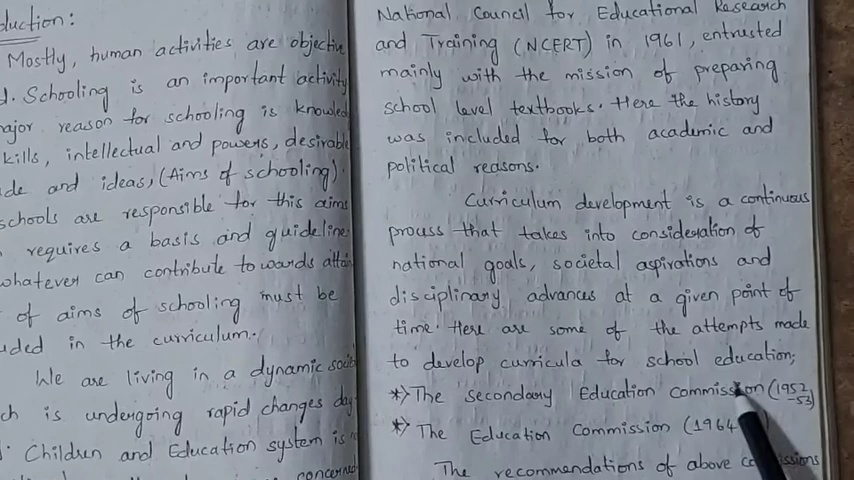 duction:
Mostly, human activities are objective
d. Schooling is an important activity
major reason for schooling is knowled
kills, intellectual and powers, desirable
de and ideas, (Aims of schooling).
schools are responsible for this aims
requires a basis and guideline
whatever can contribute towards attain
of aims of schooling must be
uded in the curriculum.
We are living in a dynamic socie
ch is undergoing rapid changes day
Children and Education system is
concerned
National Council for Educational Research
and Training (NCERT) in 1961, entrusted
mainly with the mission of preparing
school level textbooks. Here the history
was included for both academic and
political reasons.
Curriculum development is a continuous
process that takes into consideration of
national goals, societal aspirations and
disciplinary advances at a given point of
time. Here are some of the attempts made
to develop curricula for school education;
*) The secondary Education Commission (1952
-53)
*) The Education Commission (1964 )
The recommendations of above commissions